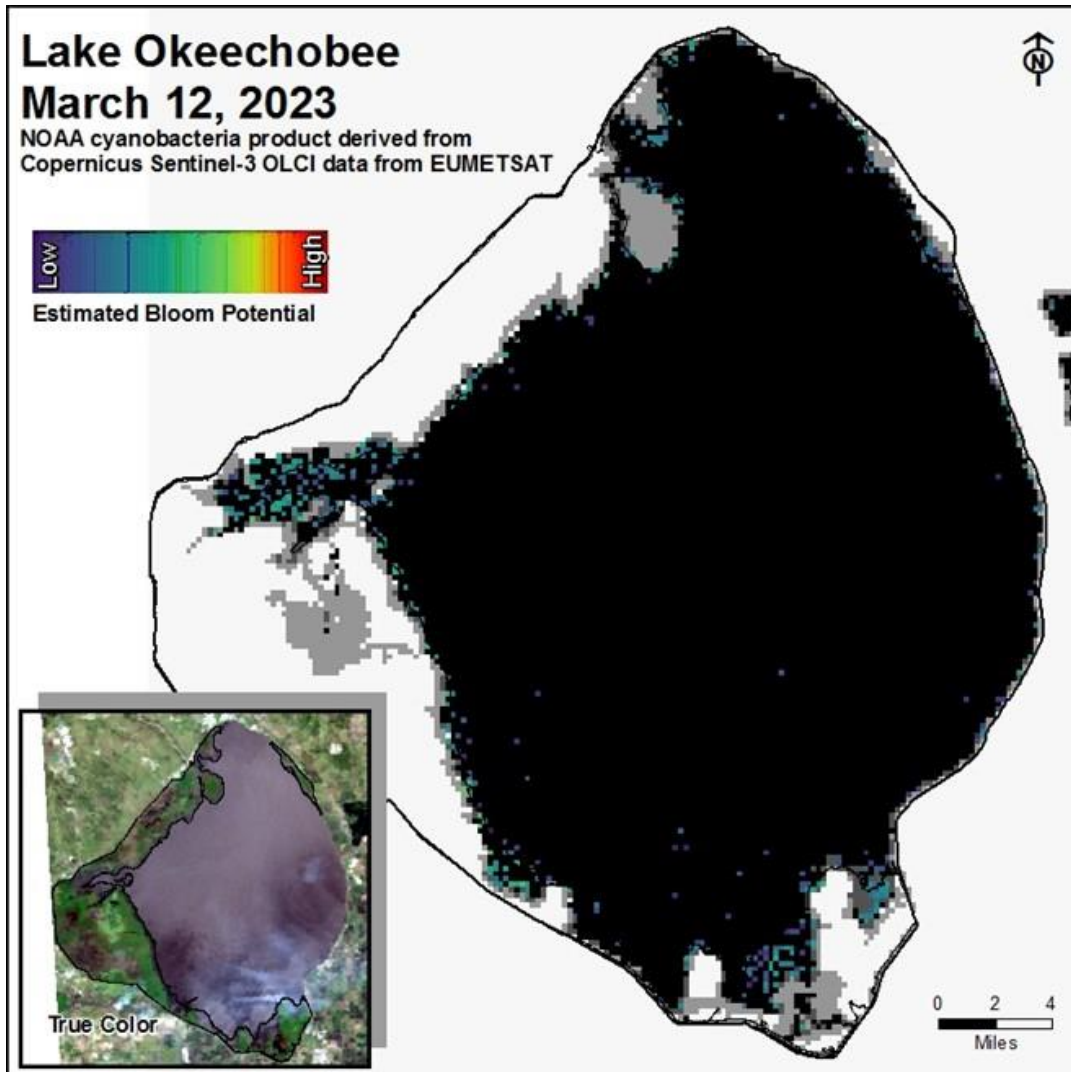 Lake Okeechobee
March 12, 2023
NOAA cyanobacteria product derived from
Copernicus Sentinel-3 OLCI data from EUMETSAT
N
Low
High
Estimated Bloom Potential
True Color
0 2 4
Miles